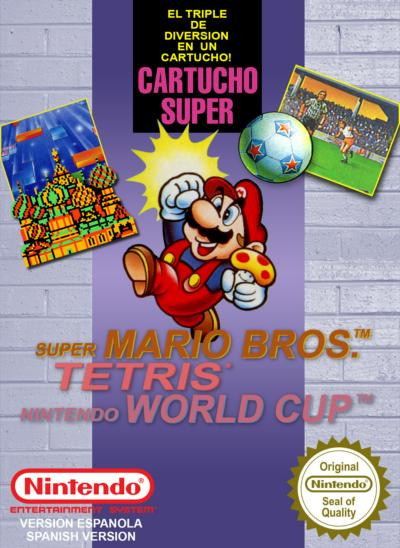 EL TRIPLE
DE
DIVERSION
EN UN
CARTUCHO!
CARTUCHO
SUPER
SUPER MARIO BROS.™
TETRIS®
NINTENDO WORLD CUP™
Nintendo®
ENTERTAINMENT SYSTEM™
VERSION ESPANOLA
SPANISH VERSION
Original
Nintendo
Seal of
Quality